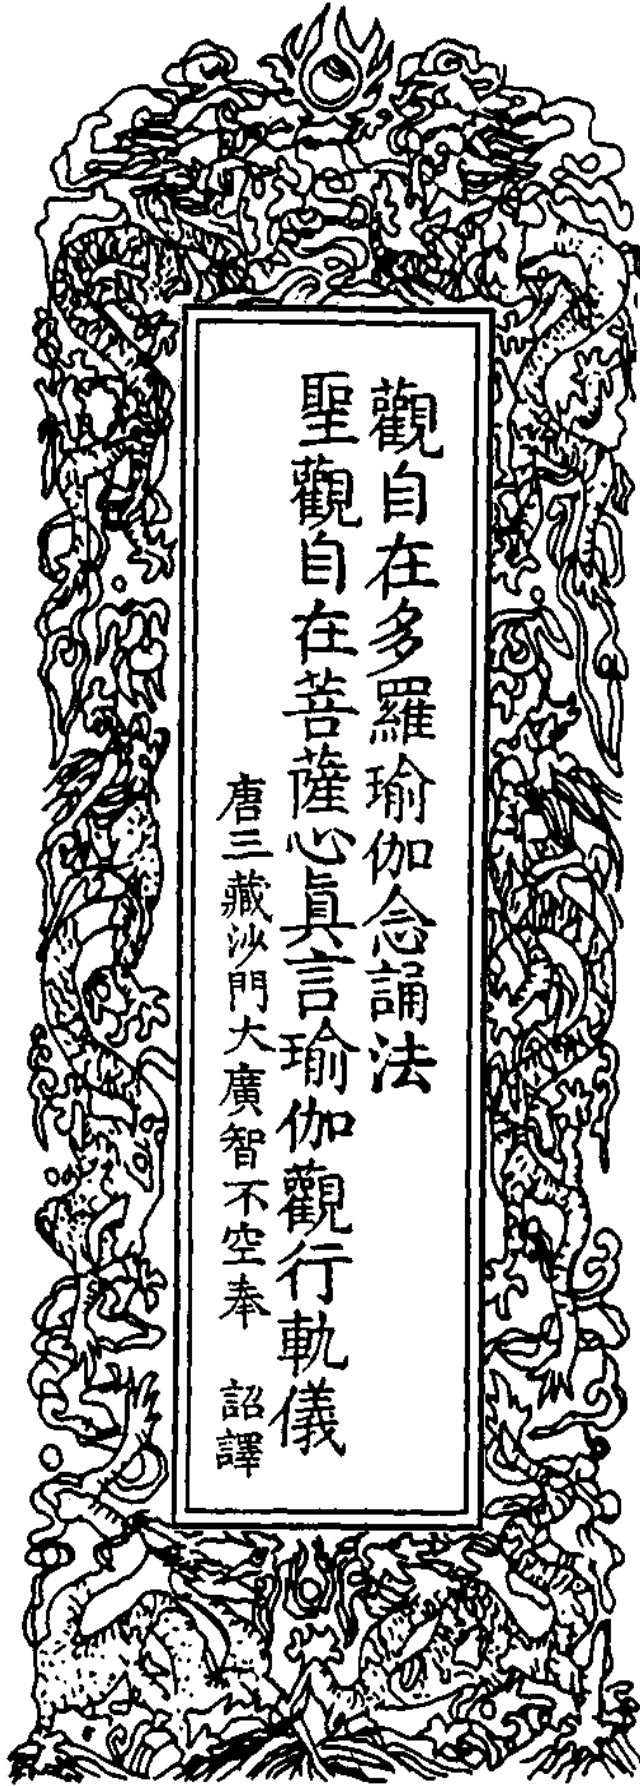 觀自在多羅瑜伽念誦法
聖觀自在菩薩心眞言瑜伽觀行軌儀
唐三藏沙門大廣智不空奉　詔譯